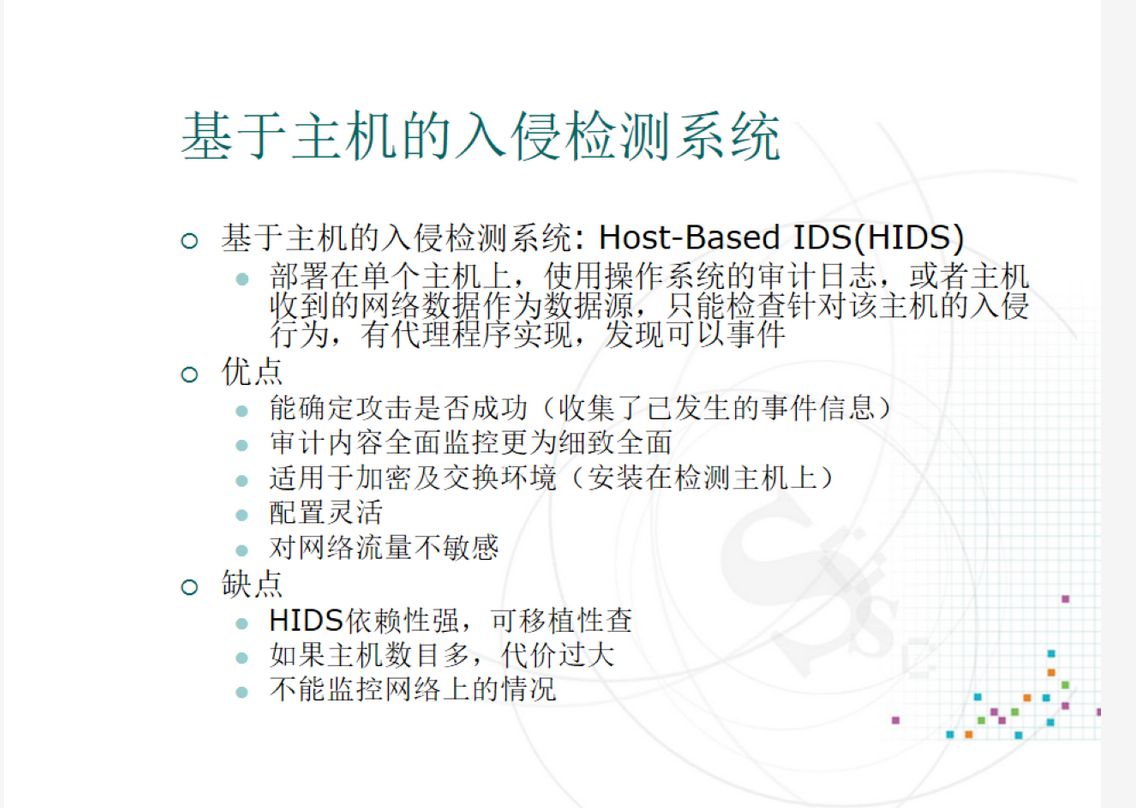 基于主机的入侵检测系统
基于主机的入侵检测系统: Host-Based IDS(HIDS)
部署在单个主机上，使用操作系统的审计日志，或者主机
收到的网络数据作为数据源，只能检查针对该主机的入侵
行为，有代理程序实现，发现可以事件
优点
能确定攻击是否成功（收集了已发生的事件信息）
审计内容全面监控更为细致全面
适用于加密及交换环境（安装在检测主机上）
配置灵活
对网络流量不敏感
缺点
HIDS依赖性强，可移植性查
如果主机数目多，代价过大
不能监控网络上的情况